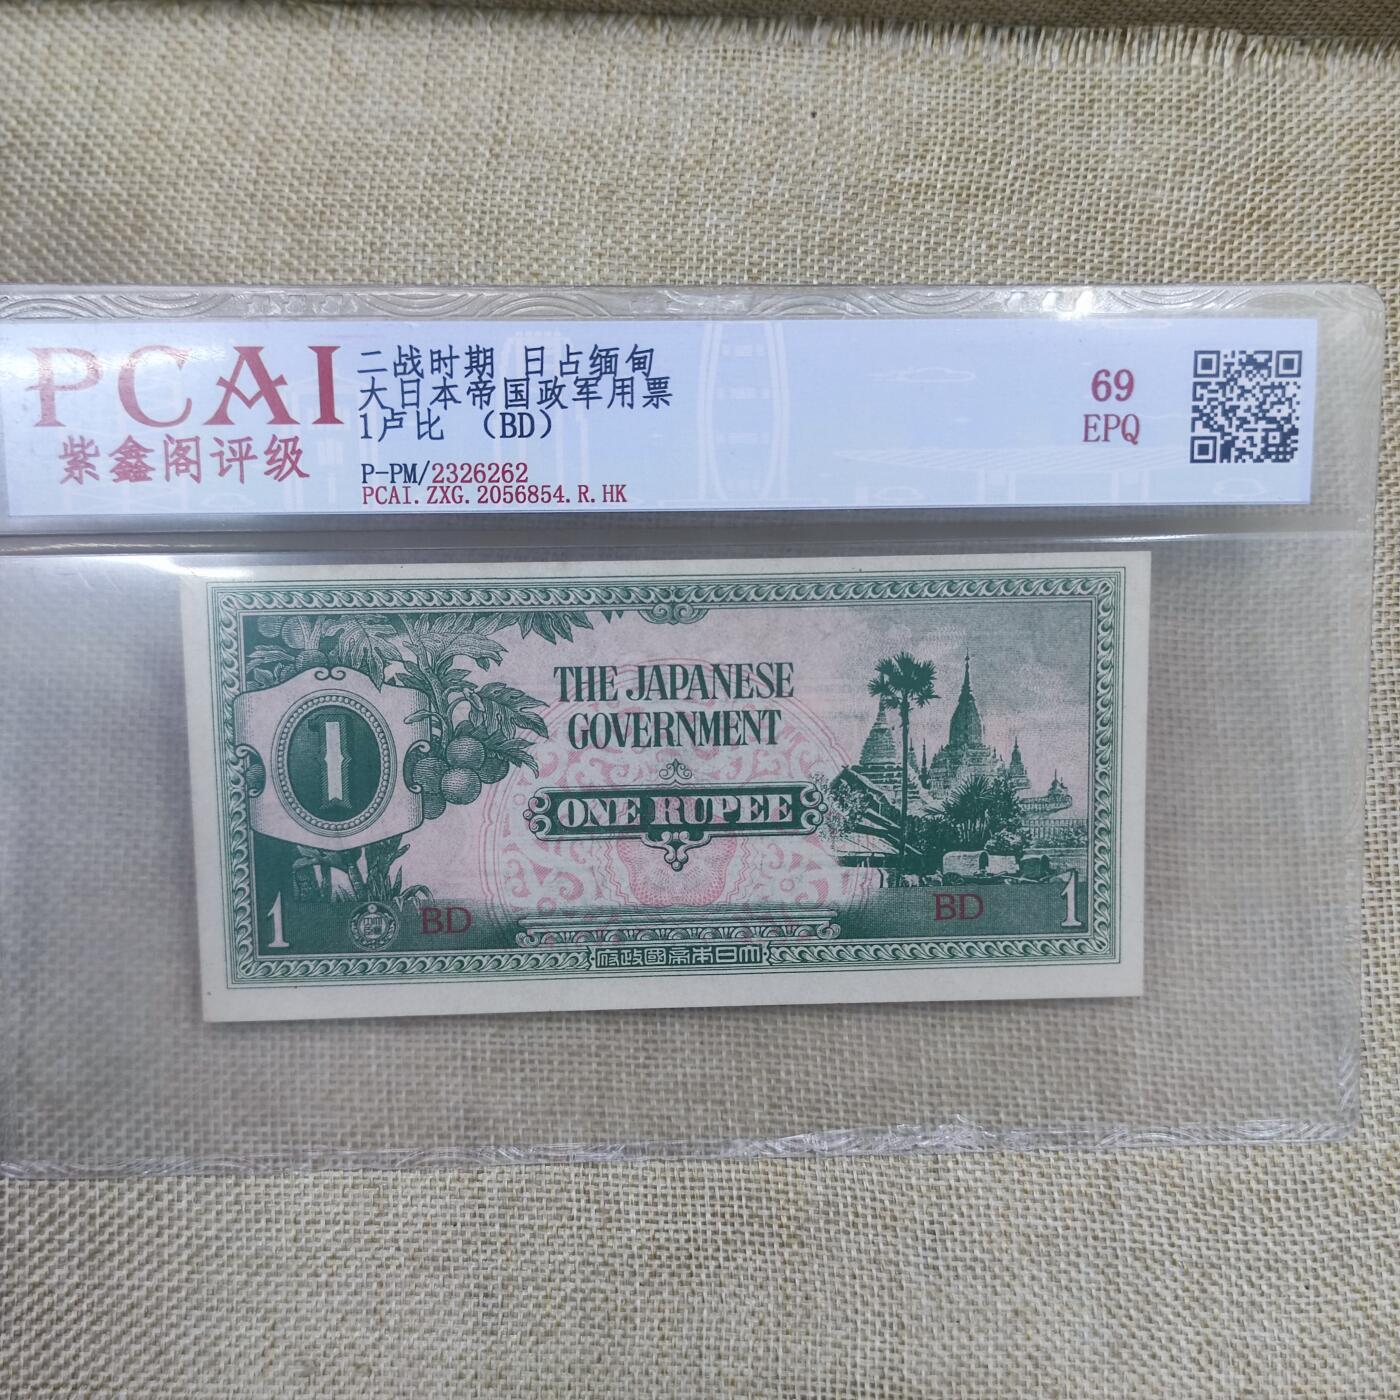 PCAI
紫鑫阁评级
二战时期 日占缅甸
大日本帝国政军用票
1卢比 （BD）
P-PM/2326262
PCAI.ZXG.2056854.R.HK
69
EPQ
THE JAPANESE
GOVERNMENT
ONE RUPEE
1
1
BD
BD
1
府政國帝本日大